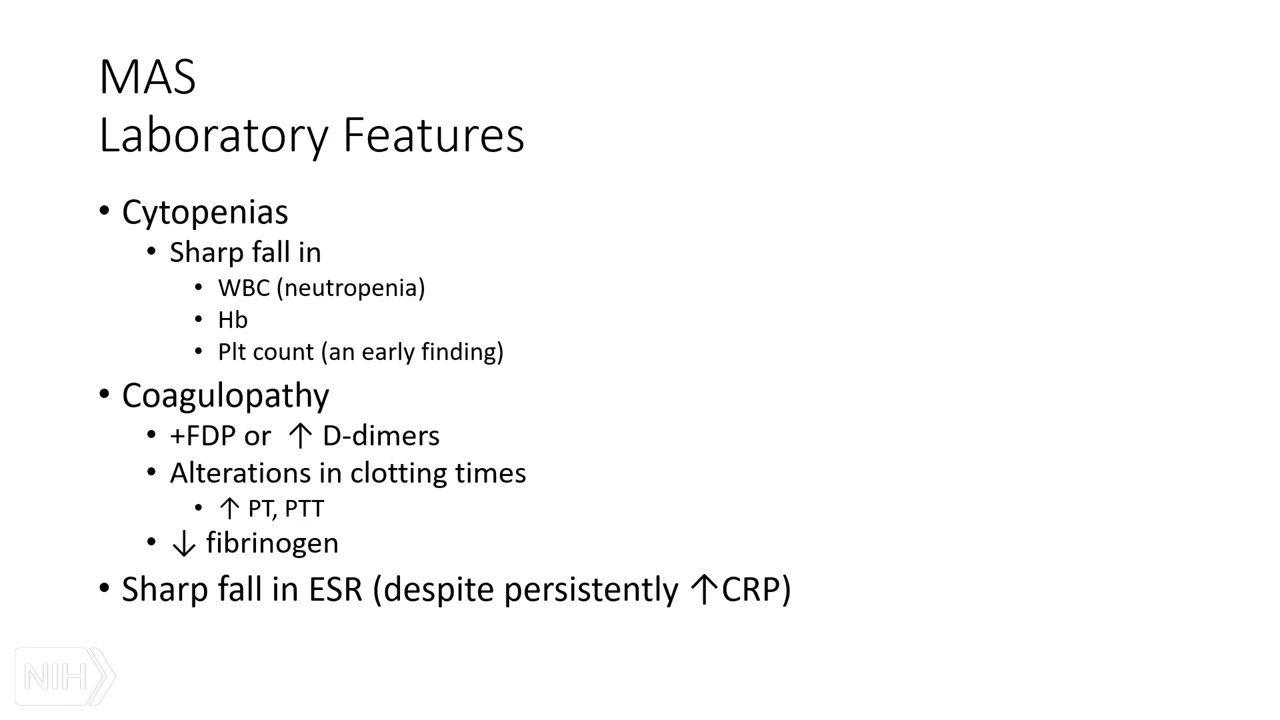 MAS
Laboratory Features
• Cytopenias
• Sharp fall in
• WBC (neutropenia)
• Hb
• Plt count (an early finding)
• Coagulopathy
• +FDP or ↑ D-dimers
• Alterations in clotting times
• ↑ PT, PTT
• ↓ fibrinogen
• Sharp fall in ESR (despite persistently ↑CRP)
NIH